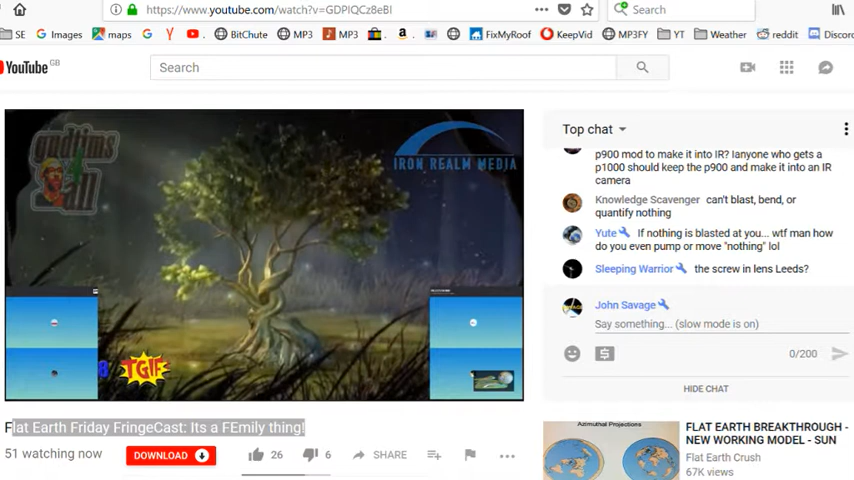 https://www.youtube.com/watch?v=GDPIQCz8eBI
Search
SE Images maps BitChute MP3 MP3 FixMyRoof KeepVid MP3FY YT Weather reddit Discord
YouTube GB
Search
Top chat
IRON REALM MEDIA
p900 mod to make it into IR? Ianyone who gets a
p1000 should keep the p900 and make it into an IR
camera
Knowledge Scavenger can't blast, bend, or
quantify nothing
Yute If nothing is blasted at you... wtf man how
do you even pump or move "nothing" lol
Sleeping Warrior the screw in lens Leeds?
John Savage
Say something... (slow mode is on)
0/200
HIDE CHAT
8 TGIF
Flat Earth Friday FringeCast: Its a FEmily thing!
51 watching now
DOWNLOAD
26
6
SHARE
Azimuthal Projections
FLAT EARTH BREAKTHROUGH -
NEW WORKING MODEL - SUN
Flat Earth Crush
67K views